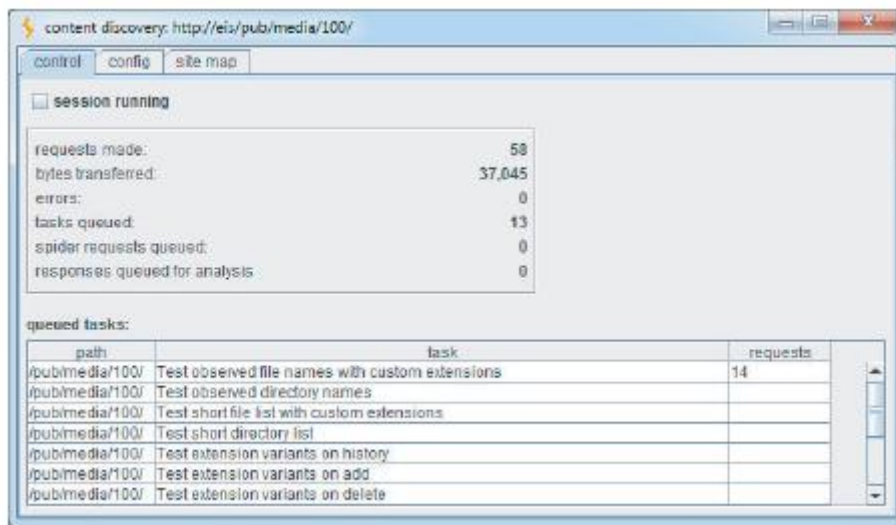 content discovery: http://eis/pub/media/100/
control config site map
session running
requests made: 58
bytes transferred: 37,045
errors: 0
tasks queued: 13
spider requests queued: 0
responses queued for analysis 0
queued tasks:
path task requests
/pub/media/100/ Test observed file names with custom extensions 14
/pub/media/100/ Test observed directory names
/pub/media/100/ Test short file list with custom extensions
/pub/media/100/ Test short directory list
/pub/media/100/ Test extension variants on history
/pub/media/100/ Test extension variants on add
/pub/media/100/ Test extension variants on delete